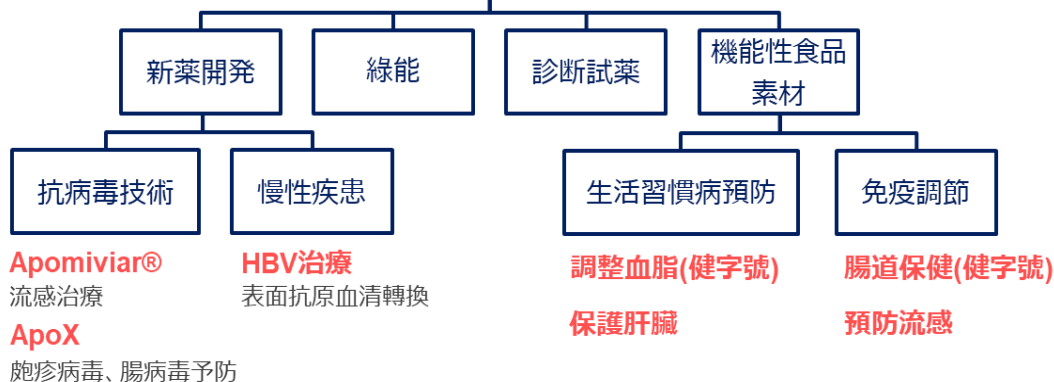 新薬開発
綠能
診断試薬
機能性食品
素材
抗病毒技術
慢性疾患
生活習慣病預防
免疫調節
Apomiviar®
流感治療
ApoX
皰疹病毒、腸病毒予防
HBV治療
表面抗原血清轉換
調整血脂(健字號)
保護肝臓
腸道保健(健字號)
預防流感